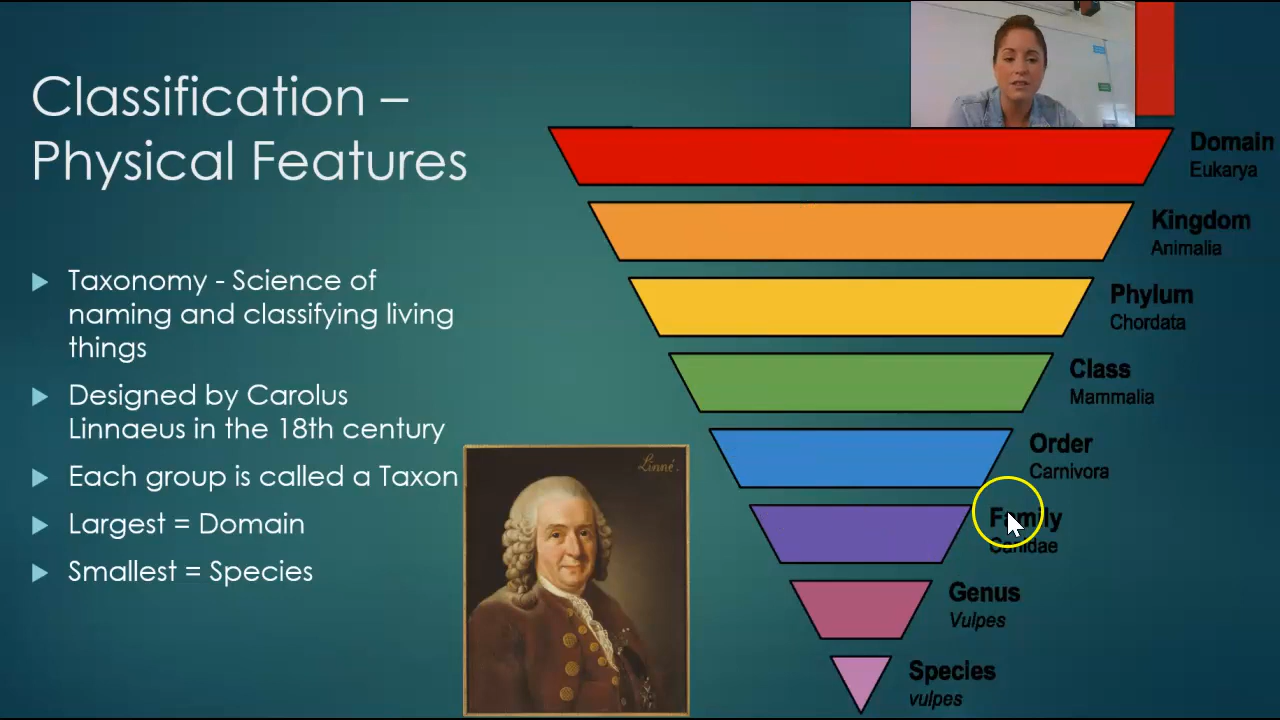 Classification –
Physical Features
Taxonomy - Science of
naming and classifying living
things
Designed by Carolus
Linnaeus in the 18th century
Each group is called a Taxon
Largest = Domain
Smallest = Species
Linné.
Domain
Eukarya
Kingdom
Animalia
Phylum
Chordata
Class
Mammalia
Order
Carnivora
Family
Canidae
Genus
Vulpes
Species
vulpes